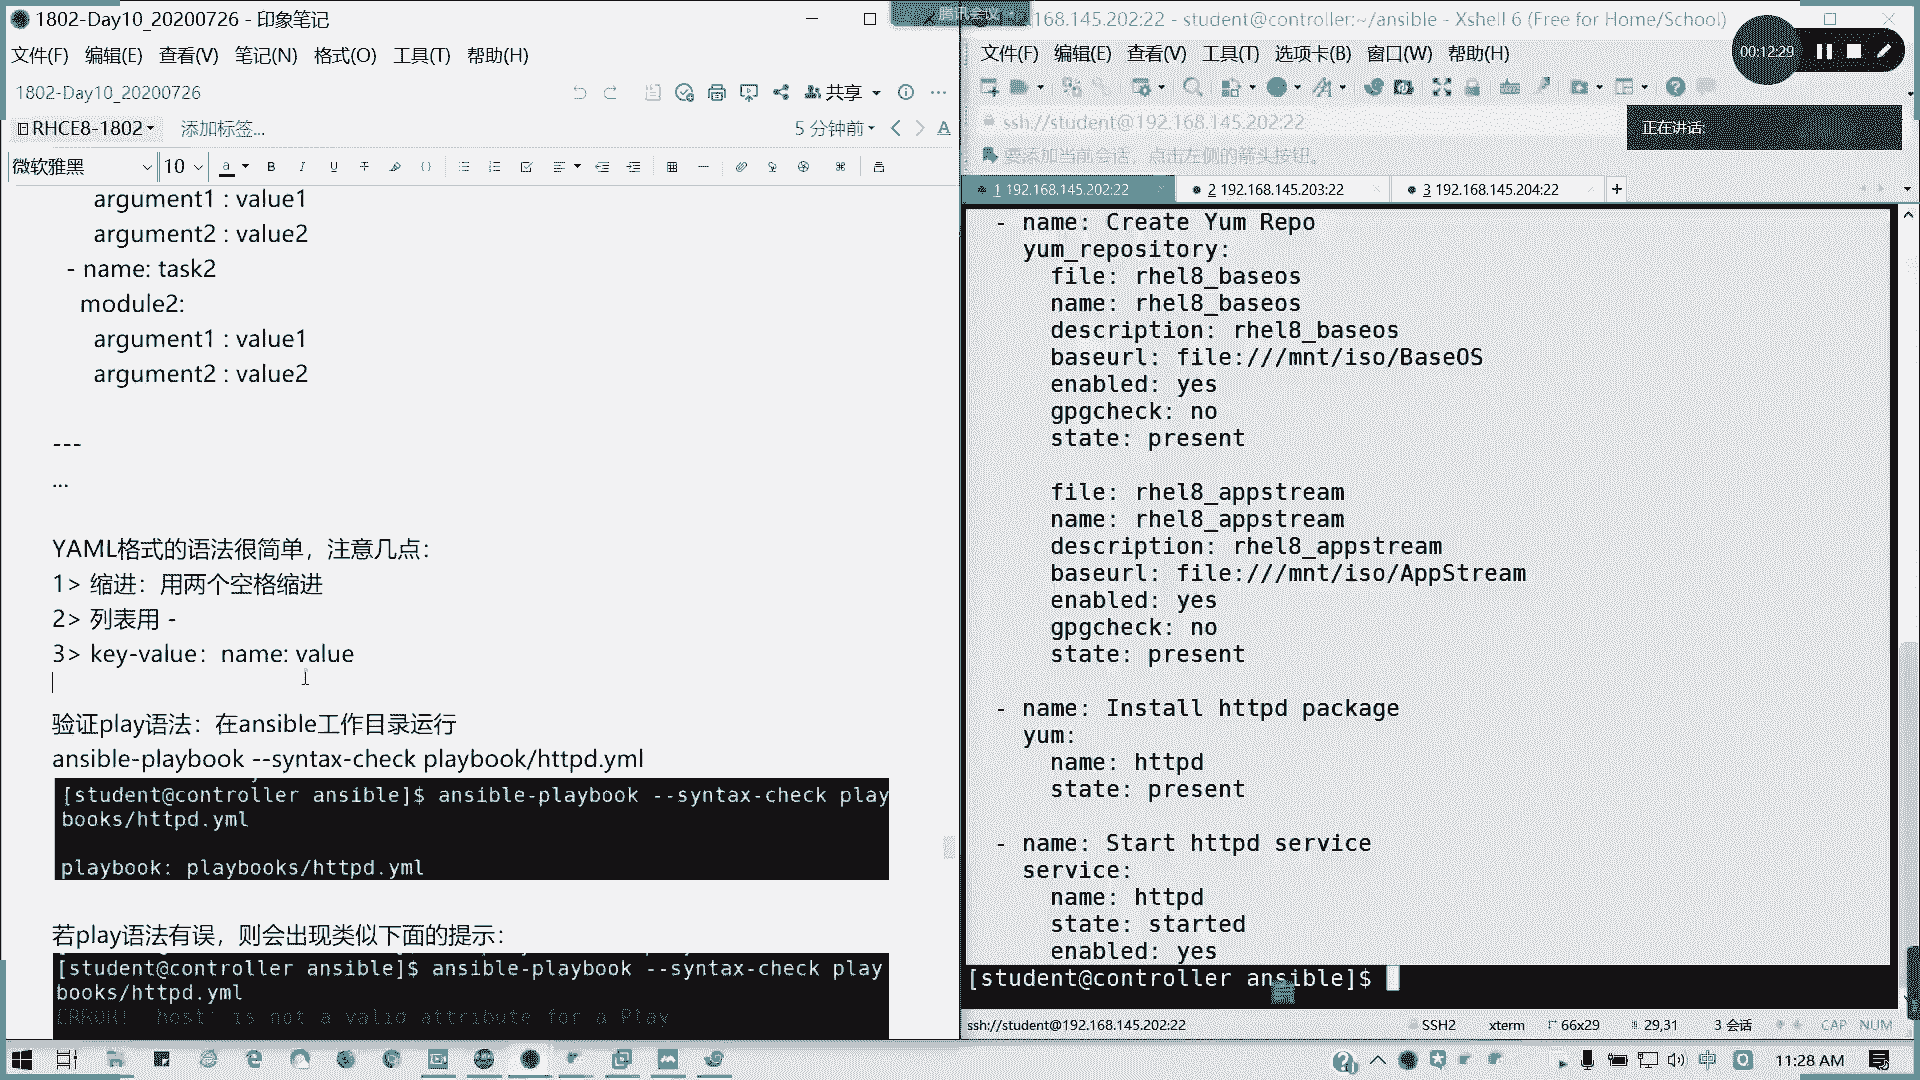 1802-Day10_20200726 - 印象笔记
文件(F) 编辑(E) 查看(V) 笔记(N) 格式(O) 工具(T) 帮助(H)
1802-Day10_20200726
共享
RHCE8-1802
添加标签...
5 分钟前
微软雅黑 10
argument1 : value1
argument2 : value2
- name: task2
module2:
argument1 : value1
argument2 : value2
---
...
YAML格式的语法很简单，注意几点：
1> 缩进：用两个空格缩进
2> 列表用 -
3> key-value：name: value
验证play语法：在ansible工作目录运行
ansible-playbook --syntax-check playbook/httpd.yml
[student@controller ansible]$ ansible-playbook --syntax-check play
books/httpd.yml
playbook: playbooks/httpd.yml
若play语法有误，则会出现类似下面的提示：
[student@controller ansible]$ ansible-playbook --syntax-check play
books/httpd.yml
ERROR! 'host' is not a valid attribute for a Play
腾讯会议
168.145.202:22 - student@controller:~/ansible - Xshell 6 (Free for Home/School)
文件(F) 编辑(E) 查看(V) 工具(T) 选项卡(B) 窗口(W) 帮助(H)
00:12:29
ssh://student@192.168.145.202:22
正在讲话:
要添加当前会话，点击左侧的箭头按钮。
1 192.168.145.202:22
2 192.168.145.203:22
3 192.168.145.204:22
- name: Create Yum Repo
yum_repository:
file: rhel8_baseos
name: rhel8_baseos
description: rhel8_baseos
baseurl: file:///mnt/iso/BaseOS
enabled: yes
gpgcheck: no
state: present
file: rhel8_appstream
name: rhel8_appstream
description: rhel8_appstream
baseurl: file:///mnt/iso/AppStream
enabled: yes
gpgcheck: no
state: present
- name: Install httpd package
yum:
name: httpd
state: present
- name: Start httpd service
service:
name: httpd
state: started
enabled: yes
[student@controller ansible]$
ssh://student@192.168.145.202:22
SSH2 xterm 66x29 29,31 3 会话 CAP NUM
中
11:28 AM